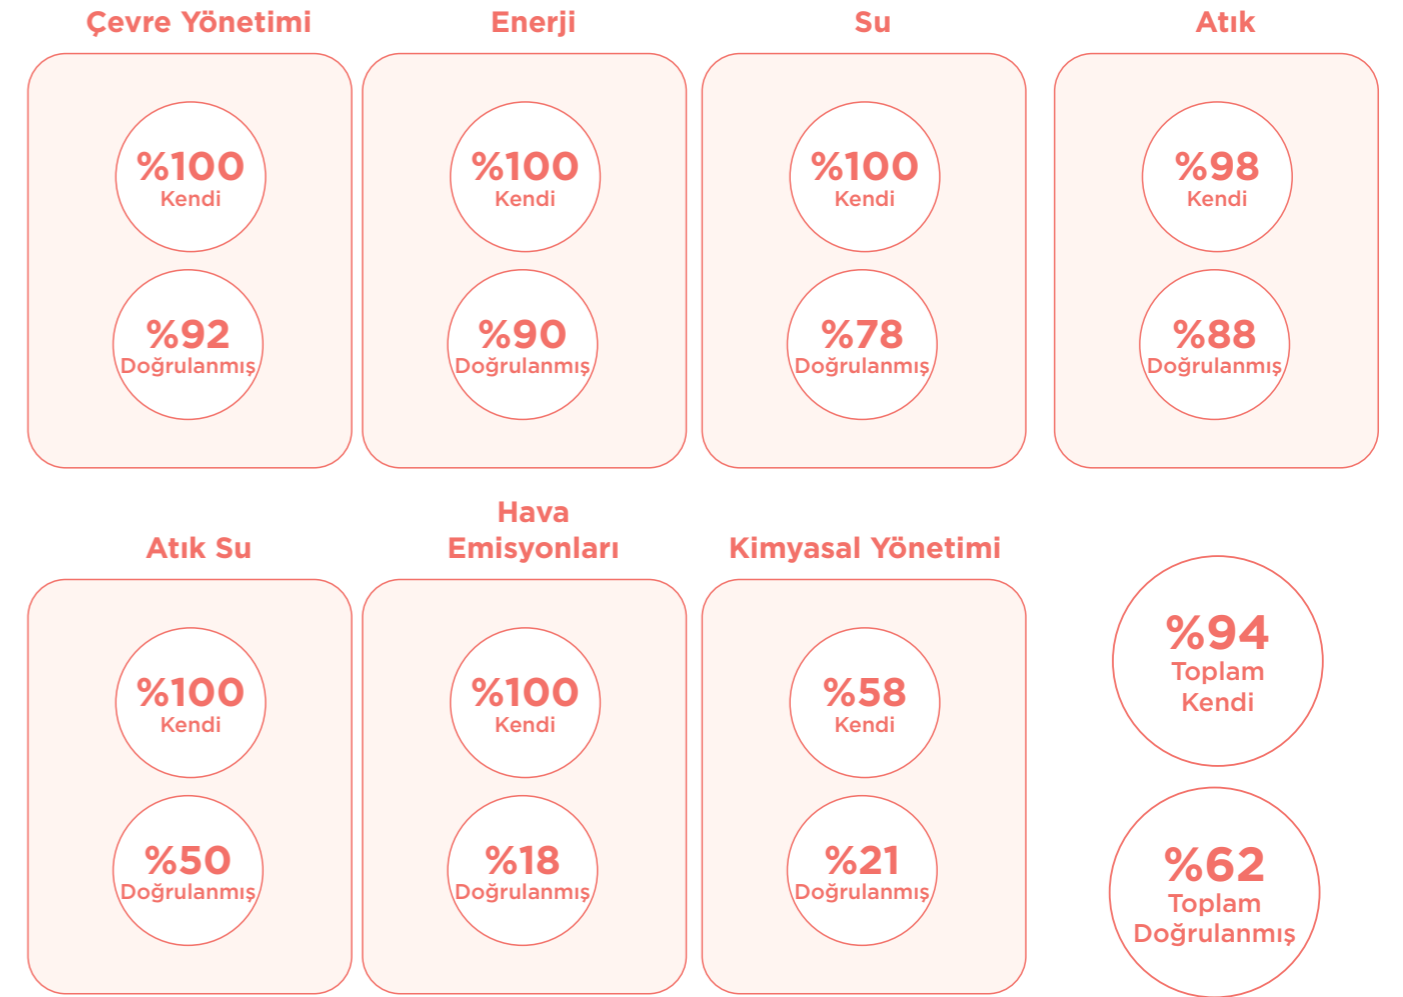 Çevre Yönetimi
%100
Kendi
%92
Doğrulanmış
Enerji
%100
Kendi
%90
Doğrulanmış
Su
%100
Kendi
%78
Doğrulanmış
Atık
%98
Kendi
%88
Doğrulanmış
Atık Su
%100
Kendi
%50
Doğrulanmış
Hava
Emisyonları
%100
Kendi
%18
Doğrulanmış
Kimyasal Yönetimi
%58
Kendi
%21
Doğrulanmış
%94
Toplam
Kendi
%62
Toplam
Doğrulanmış